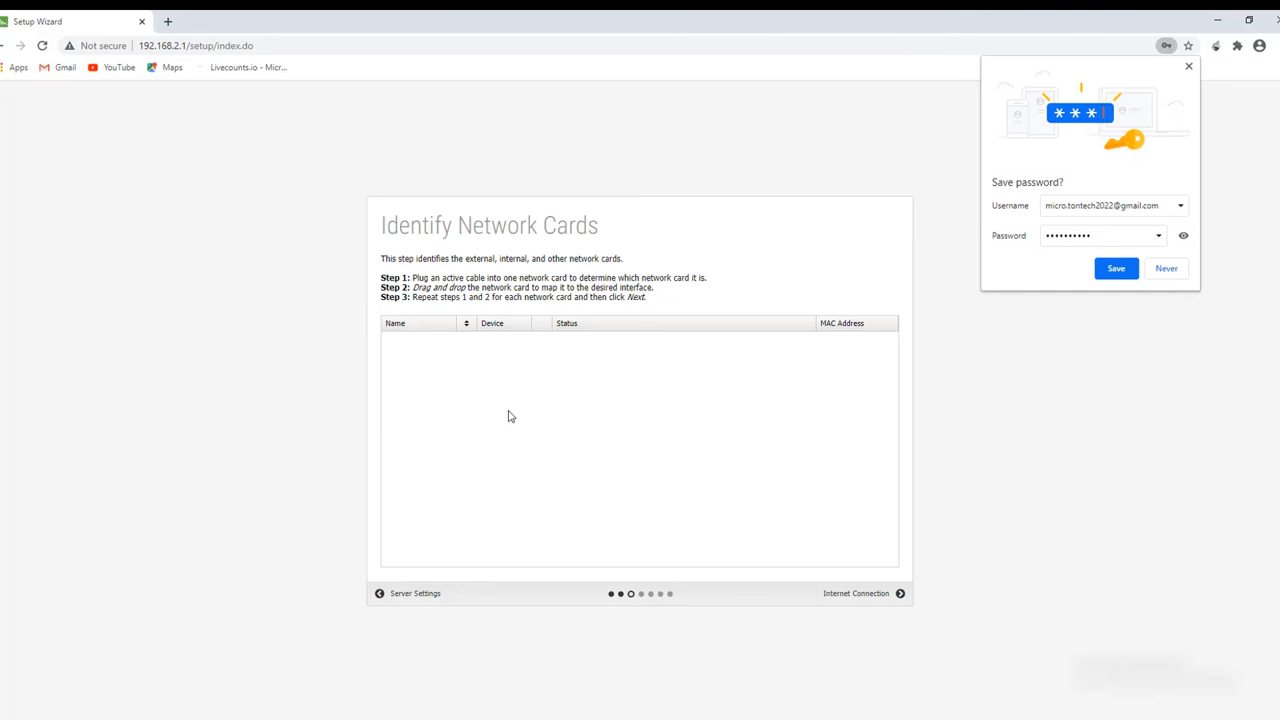 Setup Wizard
Not secure 192.168.2.1/setup/index.do
Apps Gmail YouTube Maps Livecounts.io - Micr...
* * *
Save password?
Username micro.tontech2022@gmail.com
Password ••••••••••
Save Never
Identify Network Cards
This step identifies the external, internal, and other network cards.
Step 1: Plug an active cable into one network card to determine which network card it is.
Step 2: Drag and drop the network card to map it to the desired interface.
Step 3: Repeat steps 1 and 2 for each network card and then click Next.
Name Device Status MAC Address
Server Settings Internet Connection